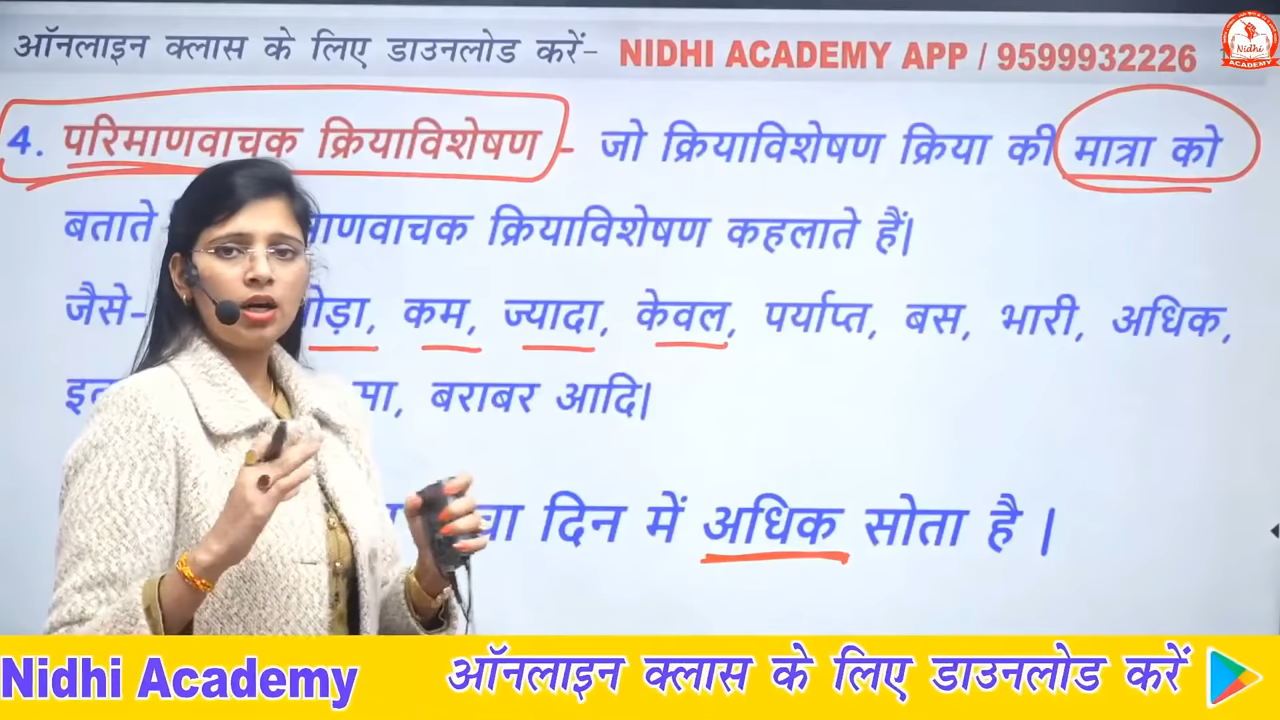 ऑनलाइन क्लास के लिए डाउनलोड करें- NIDHI ACADEMY APP / 9599932226
Nidhi
ACADEMY
4. परिमाणवाचक क्रियाविशेषण - जो क्रियाविशेषण क्रिया की मात्रा को
बताते क्रियाविशेषण कहलाते हैं|
जैसे- कम, ज्यादा, केवल, पर्याप्त, बस, भारी, अधिक,
बराबर आदि|
दिन में अधिक सोता है |
Nidhi Academy ऑनलाइन क्लास के लिए डाउनलोड करें